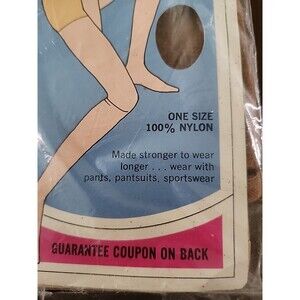 ONE SIZE
100% NYLON
Made stronger to wear
longer . . . wear with
pants, pantsuits, sportswear
GUARANTEE COUPON ON BACK